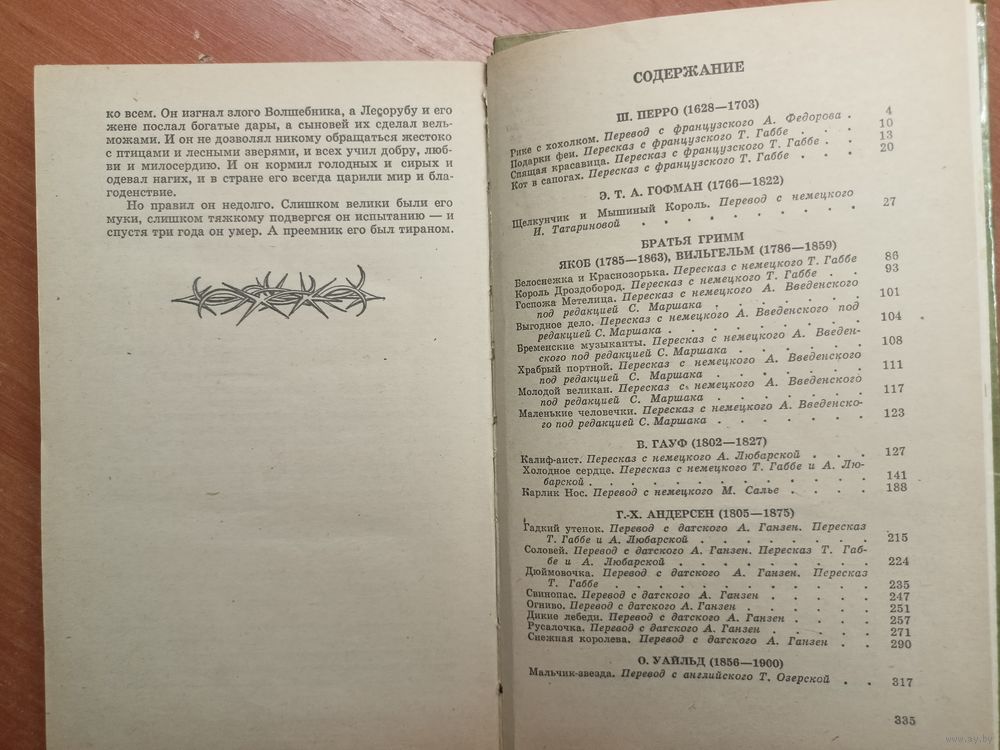 ко всем. Он изгнал злого Волшебника, а Лесорубу и его
жене послал богатые дары, а сыновей их сделал вель-
можами. И он не дозволял никому обращаться жестоко
с птицами и лесными зверями, и всех учил добру, люб-
ви и милосердию. И он кормил голодных и сирых и
одевал нагих, и в стране его всегда царили мир и бла-
годенствие.
Но правил он недолго. Слишком велики были его
муки, слишком тяжкому подвергся он испытанию — и
спустя три года он умер. А преемник его был тираном.
СОДЕРЖАНИЕ
Ш. ПЕРРО (1628—1703)
Рике с хохолком. Перевод с французского А. Федорова . 4
Подарки феи. Пересказ с французского Т. Габбе . . . 10
Спящая красавица. Пересказ с французского Т. Габбе . . 13
Кот в сапогах. Пересказ с французского Т. Габбе . . . 20
Э. Т. А. ГОФМАН (1766—1822)
Щелкунчик и Мышиный Король. Перевод с немецкого
И. Татариновой . . . . . . . . 27
БРАТЬЯ ГРИММ
ЯКОБ (1785—1863), ВИЛЬГЕЛЬМ (1786—1859)
Белоснежка и Краснозорька. Пересказ с немецкого Т. Габбе 86
Король Дроздобород. Пересказ с немецкого Т. Габбе . . 93
Госпожа Метелица. Пересказ с немецкого А. Введенского
под редакцией С. Маршака . . . . . . . 101
Выгодное дело. Пересказ с немецкого А. Введенского под
редакцией С. Маршака . . . . . . . . 104
Бременские музыканты. Пересказ с немецкого А. Введен-
ского под редакцией С. Маршака . . . . . . 108
Храбрый портной. Пересказ с немецкого А. Введенского
под редакцией С. Маршака . . . . . . . 111
Молодой великан. Пересказ с немецкого А. Введенского
под редакцией С. Маршака . . . . . . . 117
Маленькие человечки. Пересказ с немецкого А. Введенско-
го под редакцией С. Маршака . . . . . . . 123
В. ГАУФ (1802—1827)
Калиф-аист. Пересказ с немецкого А. Любарской . . . 127
Холодное сердце. Пересказ с немецкого Т. Габбе и А. Лю-
барской . . . . . . . . . . . 141
Карлик Нос. Перевод с немецкого М. Салье . . . . 188
Г.-Х. АНДЕРСЕН (1805—1875)
Гадкий утенок. Перевод с датского А. Ганзен. Пересказ
Т. Габбе и А. Любарской . . . . . . . 215
Соловей. Перевод с датского А. Ганзен. Пересказ Т. Габ-
бе и А. Любарской . . . . . . . . 224
Дюймовочка. Перевод с датского А. Ганзен. Пересказ
Т. Габбе . . . . . . . . . . 235
Свинопас. Перевод с датского А. Ганзен . . . . . 247
Огниво. Перевод с датского А. Ганзен . . . . . . 251
Дикие лебеди. Перевод с датского А. Ганзен . . . . 257
Русалочка. Перевод с датского А. Ганзен . . . . . 271
Снежная королева. Перевод с датского А. Ганзен . . 290
О. УАЙЛЬД (1856—1900)
Мальчик-звезда. Перевод с английского Т. Озерской . . 317
335
www.ay.by